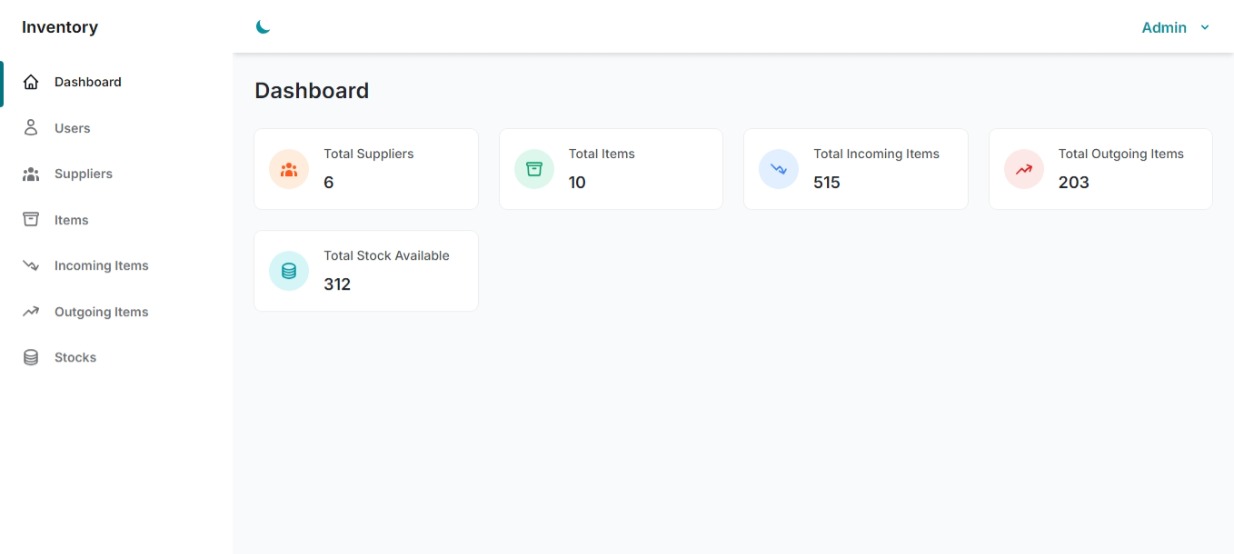 Inventory
Admin
Dashboard
Users
Suppliers
Items
Incoming Items
Outgoing Items
Stocks
Dashboard
Total Suppliers
6
Total Items
10
Total Incoming Items
515
Total Outgoing Items
203
Total Stock Available
312